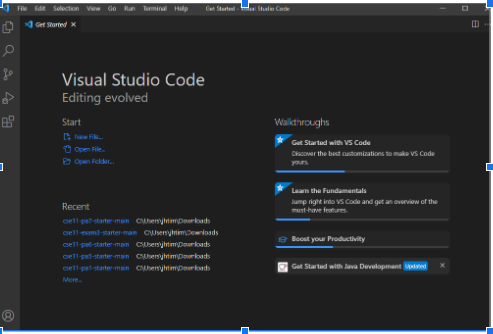 File Edit Selection View Go Run Terminal Help Get Started - Visual Studio Code
Get Started
Visual Studio Code
Editing evolved
Start
New File...
Open File...
Open Folder...
Recent
cse11-pa7-starter-main C:\Users\jhtim\Downloads
cse11-exam3-starter-main C:\Users\jhtim\Downloads
cse11-pa6-starter-main C:\Users\jhtim\Downloads
cse11-pa5-starter-main C:\Users\jhtim\Downloads
cse11-pa1-starter-main C:\Users\jhtim\Downloads
More...
Walkthroughs
Get Started with VS Code
Discover the best customizations to make VS Code
yours.
Learn the Fundamentals
Jump right into VS Code and get an overview of the
must-have features.
Boost your Productivity
Get Started with Java Development Updated